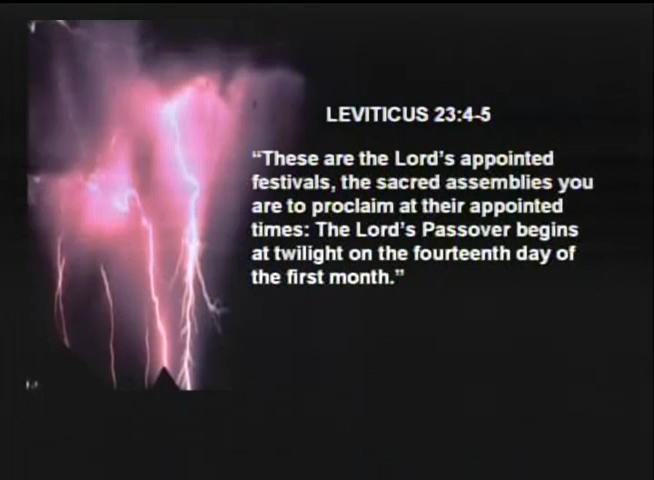 LEVITICUS 23:4-5
“These are the Lord’s appointed
festivals, the sacred assemblies you
are to proclaim at their appointed
times: The Lord’s Passover begins
at twilight on the fourteenth day of
the first month.”